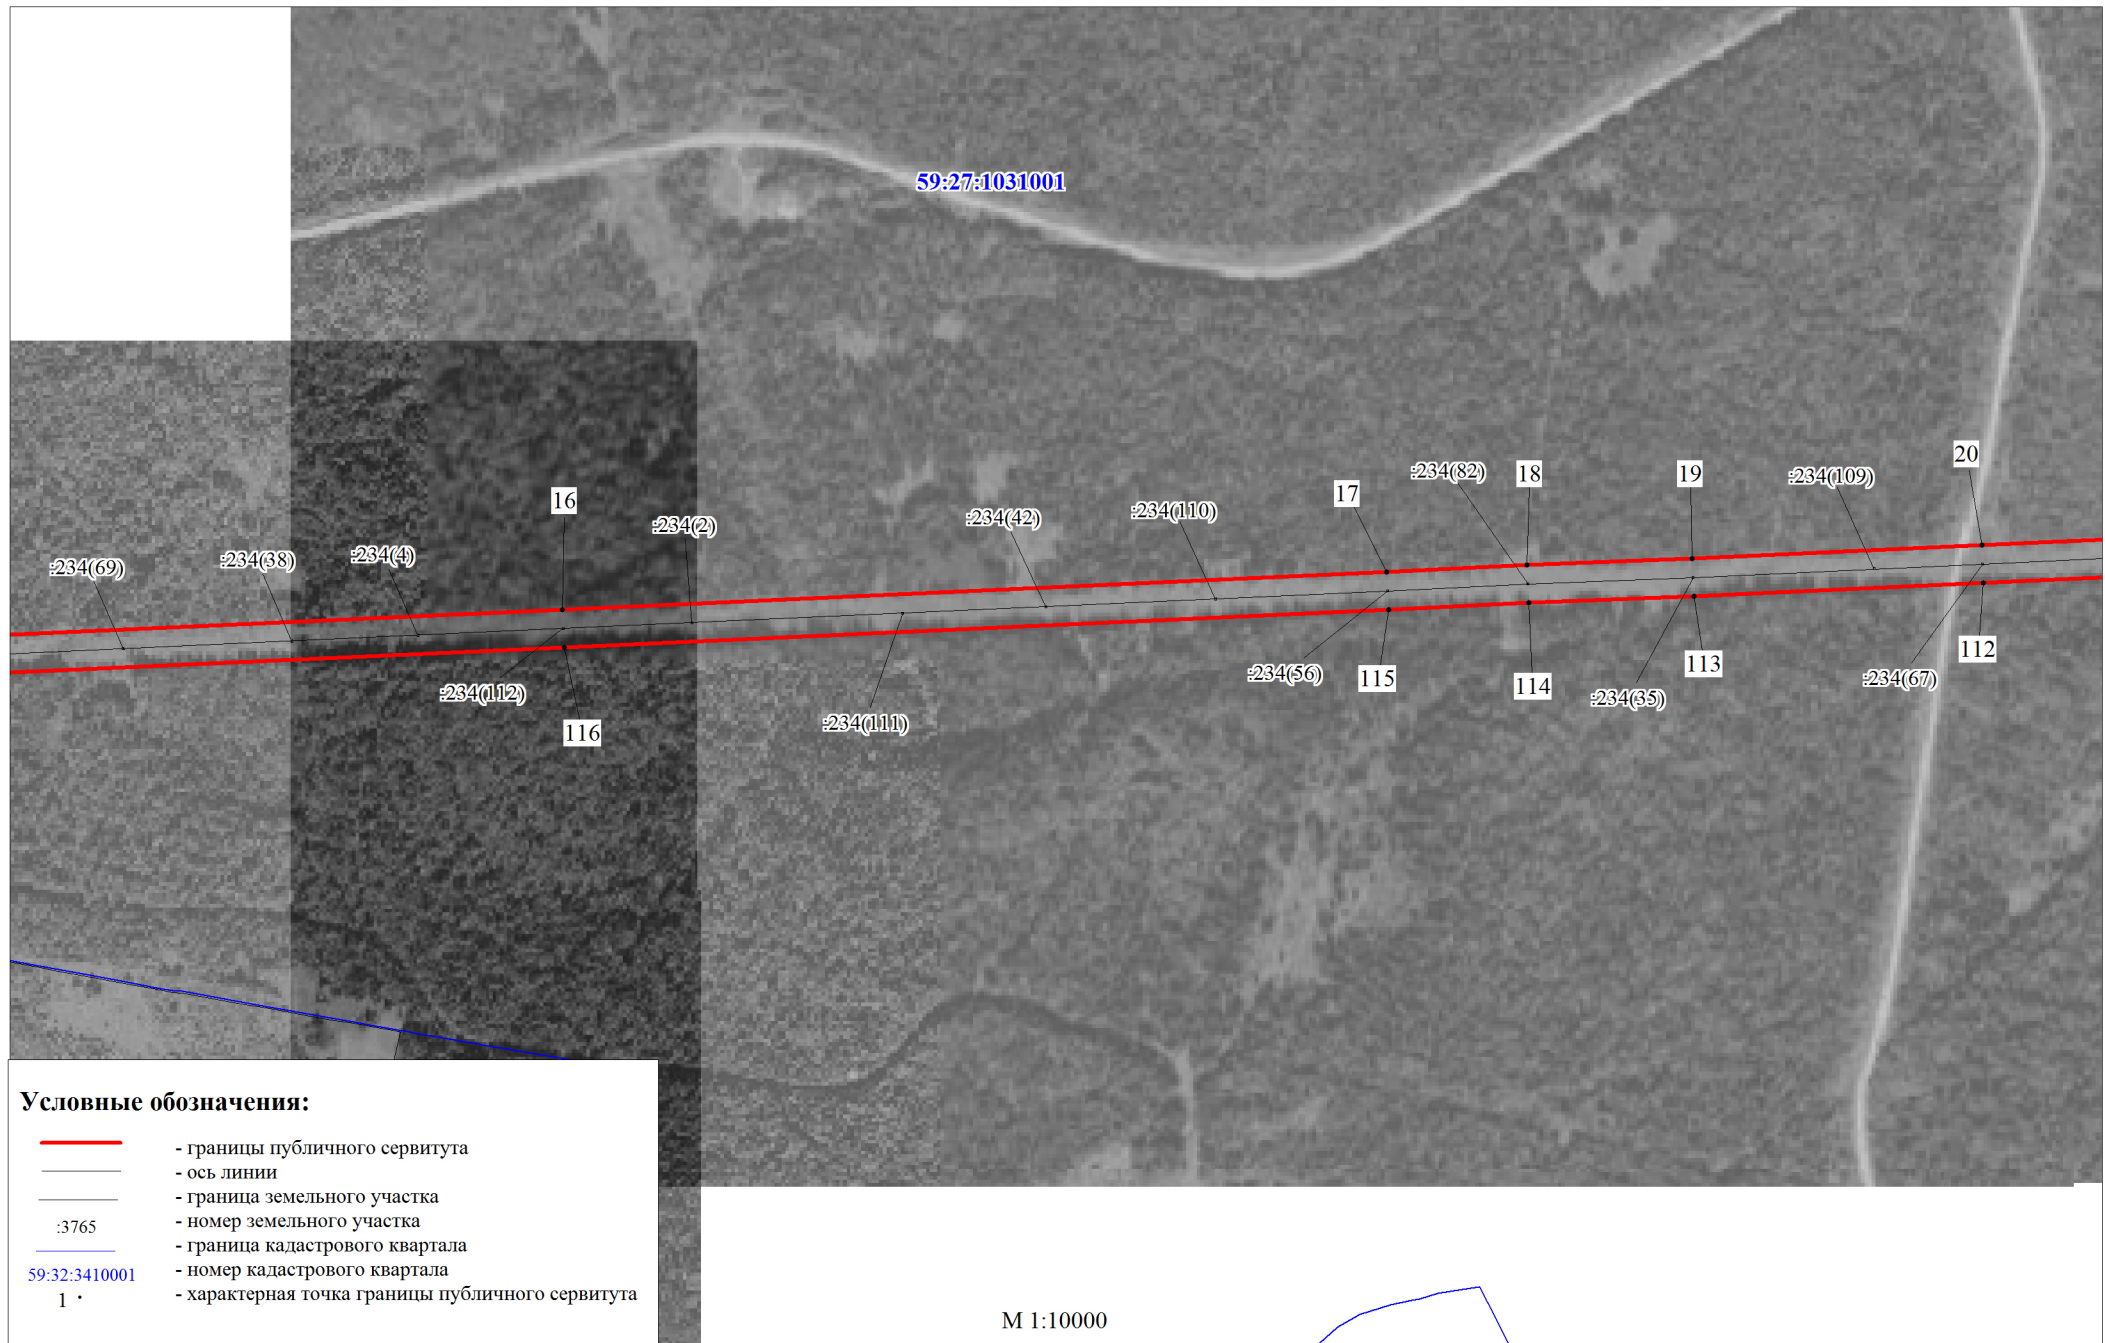 59:27:1031001
20
:234(82)
18
19
:234(109)
17
16
:234(110)
:234(42)
:234(2)
:234(4)
:234(38)
:234(69)
112
113
:234(56)
115
:234(67)
114
:234(112)
:234(35)
:234(111)
116
Условные обозначения:
- границы публичного сервитута
- ось линии
- граница земельного участка
:3765 - номер земельного участка
- граница кадастрового квартала
59:32:3410001 - номер кадастрового квартала
1 - характерная точка границы публичного сервитута
М 1:10000